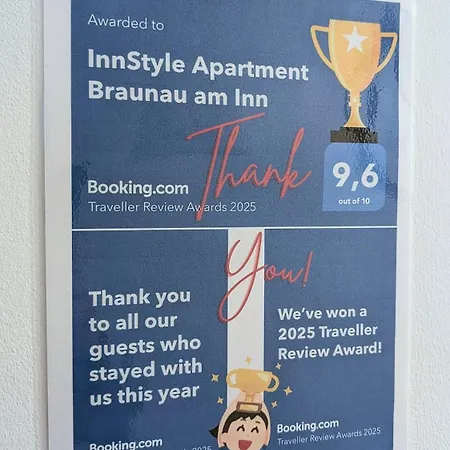 Awarded to
InnStyle Apartment
Braunau am Inn
Thank
Booking.com
Traveller Review Awards 2025
9,6
out of 10
You!
Thank you
to all our
guests who
stayed with
us this year
We've won a
2025 Traveller
Review Award!
Booking.com
2025
Booking.com
Traveller Review Awards 2025